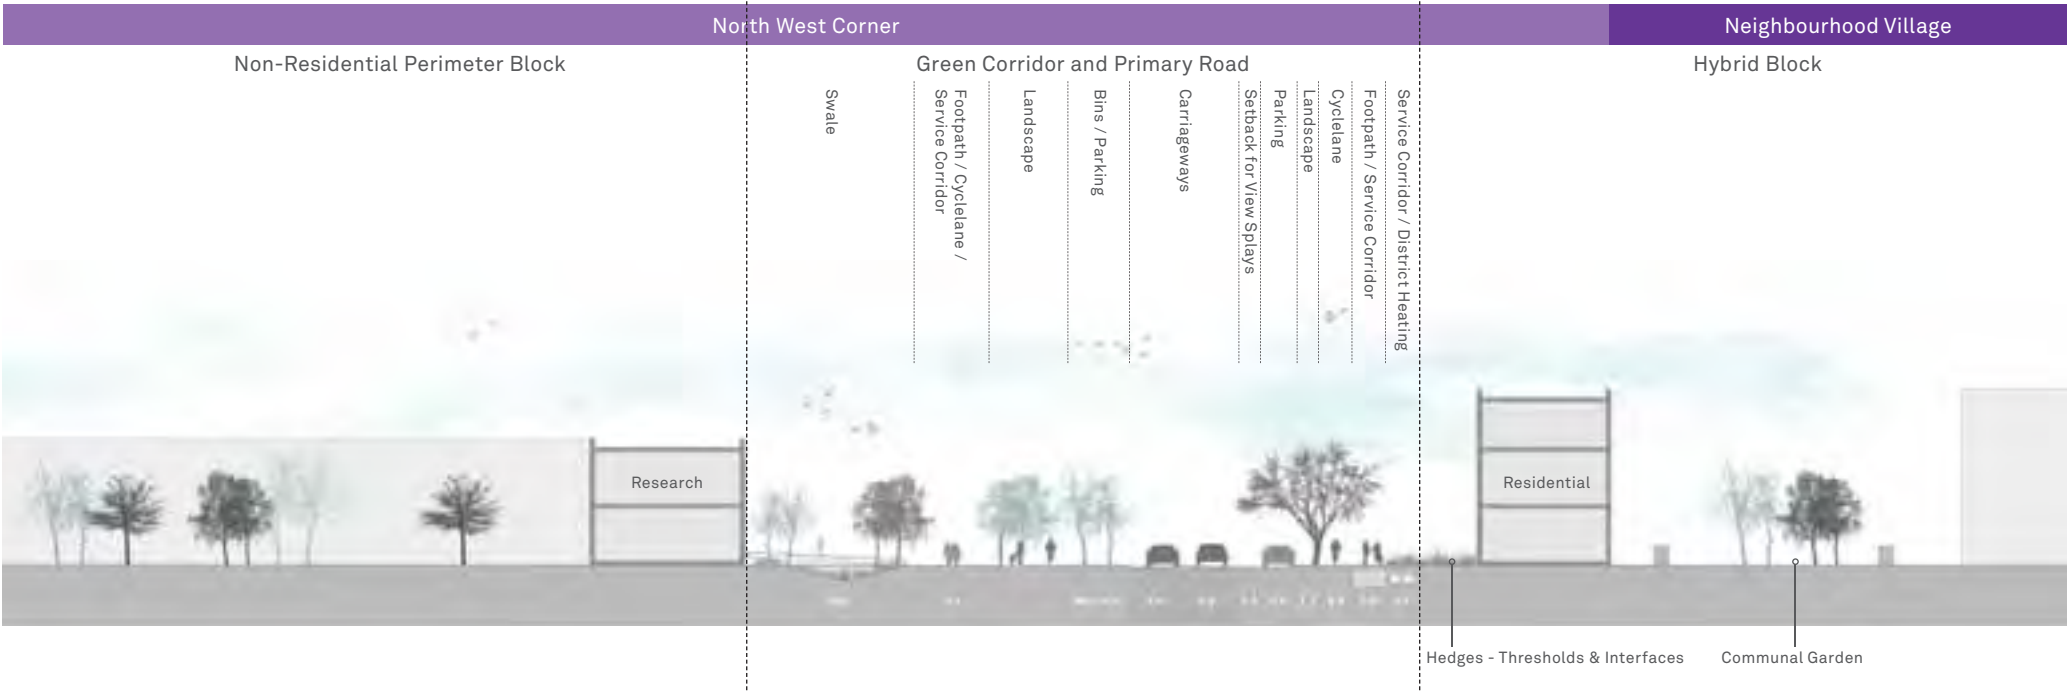 North West Corner
Neighbourhood Village
Non-Residential Perimeter Block
Green Corridor and Primary Road
Hybrid Block
Swale
Footpath / Cyclelane /
Service Corridor
Landscape
Bins / Parking
Carriageways
Setback for View Splays
Parking
Landscape
Cyclelane
Footpath / Service Corridor
Service Corridor / District Heating
Research
Residential
Hedges - Thresholds & Interfaces
Communal Garden